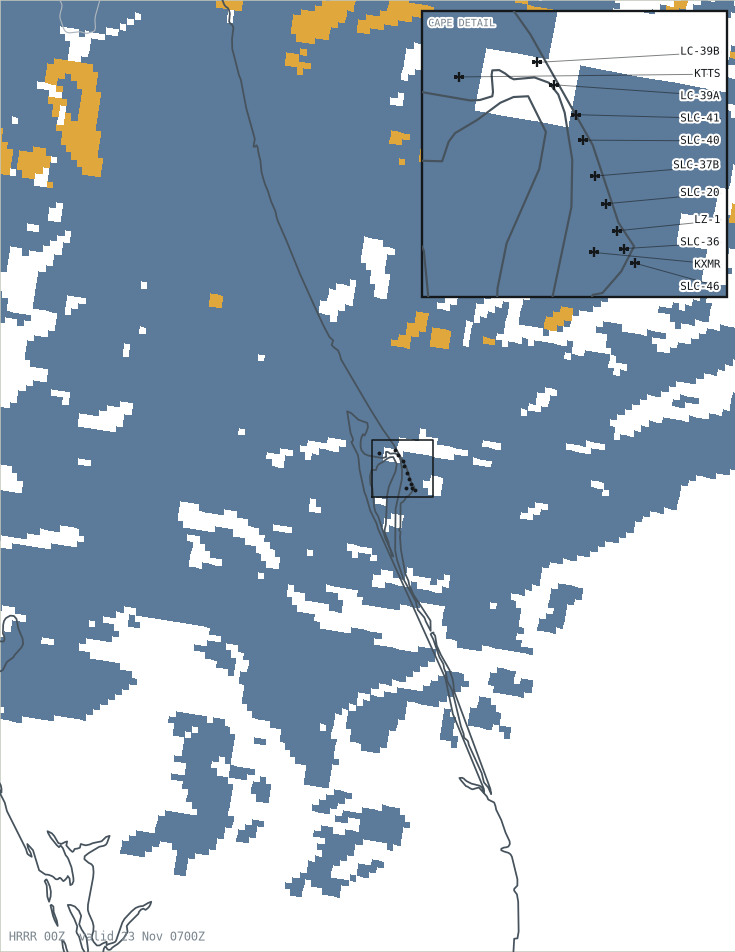 CAPE DETAIL
LC-39B
KTTS
LC-39A
SLC-41
SLC-40
SLC-37B
SLC-20
LZ-1
SLC-36
KXMR
SLC-46
HRRR 00Z  valid 23 Nov 0700Z